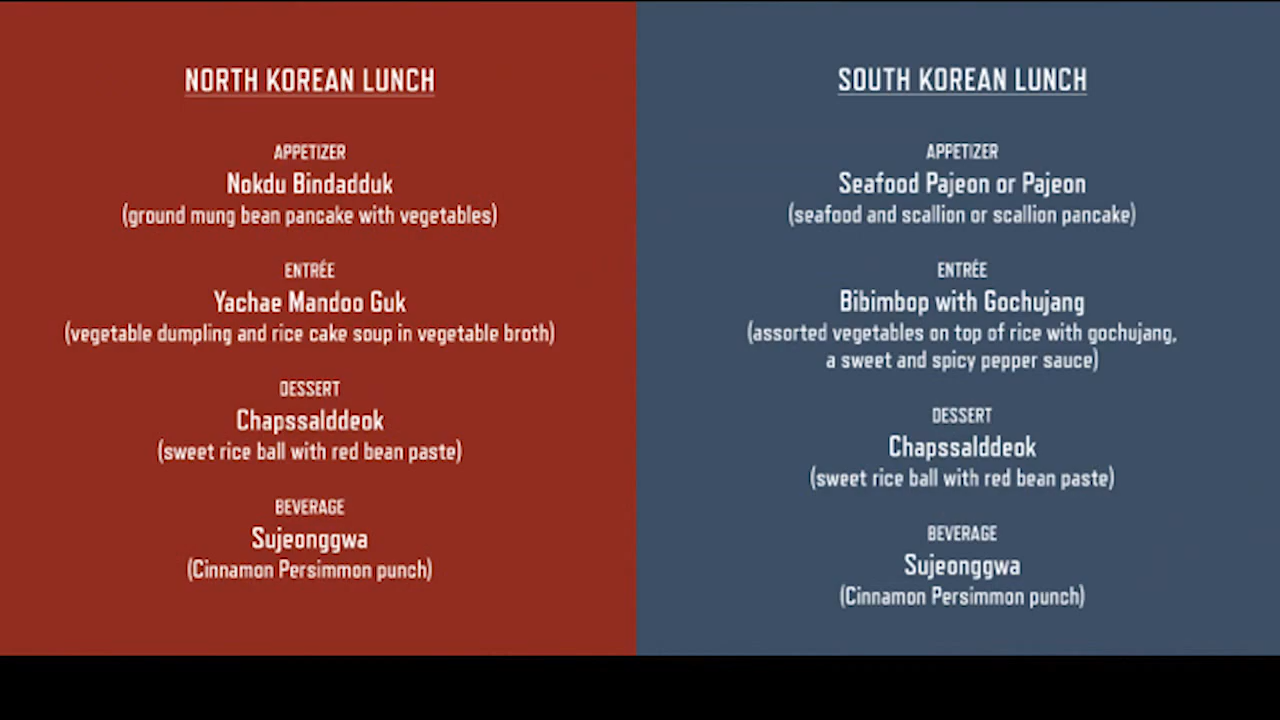 NORTH KOREAN LUNCH
APPETIZER
Nokdu Bindadduk
(ground mung bean pancake with vegetables)
ENTRÉE
Yachae Mandoo Guk
(vegetable dumpling and rice cake soup in vegetable broth)
DESSERT
Chapssalddeok
(sweet rice ball with red bean paste)
BEVERAGE
Sujeonggwa
(Cinnamon Persimmon punch)
SOUTH KOREAN LUNCH
APPETIZER
Seafood Pajeon or Pajeon
(seafood and scallion or scallion pancake)
ENTRÉE
Bibimbop with Gochujang
(assorted vegetables on top of rice with gochujang,
a sweet and spicy pepper sauce)
DESSERT
Chapssalddeok
(sweet rice ball with red bean paste)
BEVERAGE
Sujeonggwa
(Cinnamon Persimmon punch)